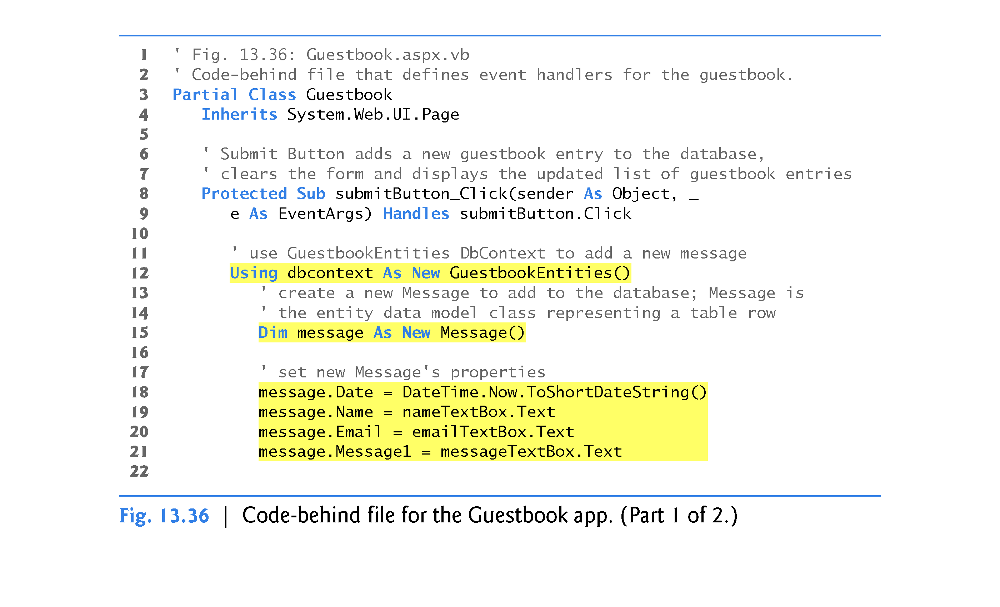 1 ' Fig. 13.36: Guestbook.aspx.vb
2 ' Code-behind file that defines event handlers for the guestbook.
3 Partial Class Guestbook
4 Inherits System.Web.UI.Page
5
6 ' Submit Button adds a new guestbook entry to the database,
7 ' clears the form and displays the updated list of guestbook entries
8 Protected Sub submitButton_Click(sender As Object, _
9 e As EventArgs) Handles submitButton.Click
10
11 ' use GuestbookEntities DbContext to add a new message
12 Using dbcontext As New GuestbookEntities()
13 ' create a new Message to add to the database; Message is
14 ' the entity data model class representing a table row
15 Dim message As New Message()
16
17 ' set new Message's properties
18 message.Date = DateTime.Now.ToShortDateString()
19 message.Name = nameTextBox.Text
20 message.Email = emailTextBox.Text
21 message.Message1 = messageTextBox.Text
22
Fig. 13.36 | Code-behind file for the Guestbook app. (Part 1 of 2.)